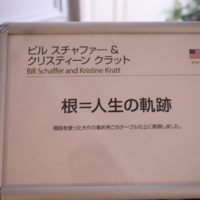 ビル スチャファー &
クリスティーン クラット
Bill Schaffer and Kristine Kratt
根=人生の軌跡